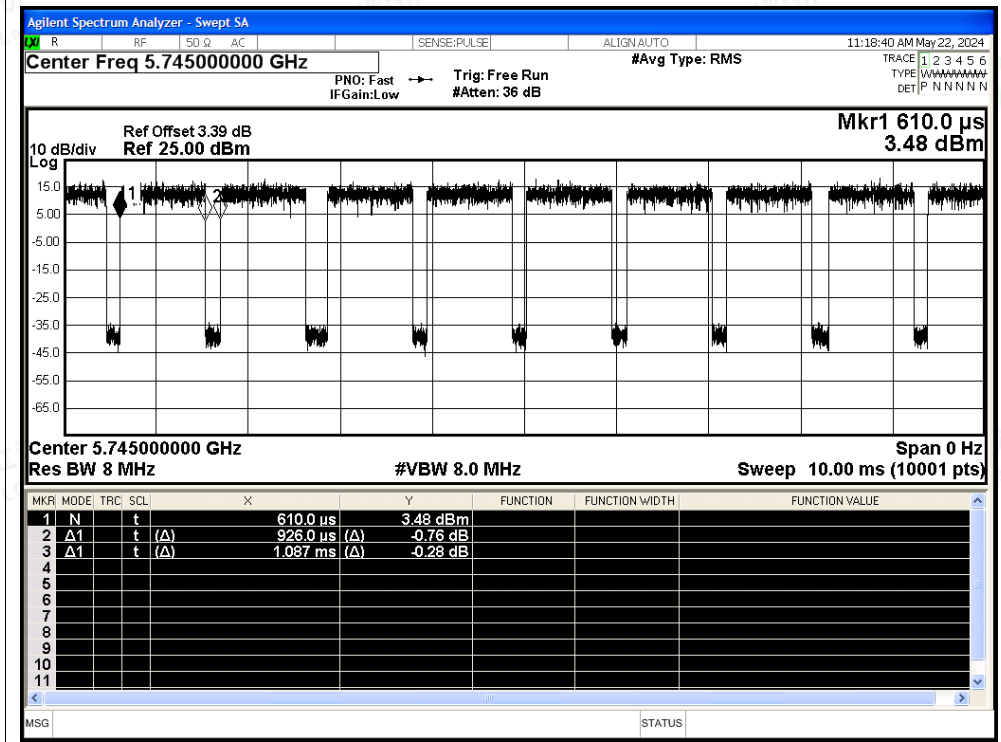 Agilent Spectrum Analyzer - Swept SA
LXI R RF 50 Ω AC SENSE:PULSE ALIGN AUTO 11:18:40 AM May 22, 2024
Center Freq 5.745000000 GHz
PNO: Fast
IFGain:Low
Trig: Free Run
#Atten: 36 dB
#Avg Type: RMS
TRACE 1 2 3 4 5 6
TYPE WWWWWW
DET P N N N N N
Mkr1 610.0 µs
3.48 dBm
Ref Offset 3.39 dB
10 dB/div Ref 25.00 dBm
Log
15.0
5.00
-5.00
-15.0
-25.0
-35.0
-45.0
-55.0
-65.0
1
2
Center 5.745000000 GHz Span 0 Hz
Res BW 8 MHz #VBW 8.0 MHz Sweep 10.00 ms (10001 pts)
MKR MODE TRC SCL X Y FUNCTION FUNCTION WIDTH FUNCTION VALUE
1 N t 610.0 µs 3.48 dBm
2 Δ1 t (Δ) 926.0 µs (Δ) -0.76 dB
3 Δ1 t (Δ) 1.087 ms (Δ) -0.28 dB
4
5
6
7
8
9
10
11
MSG STATUS